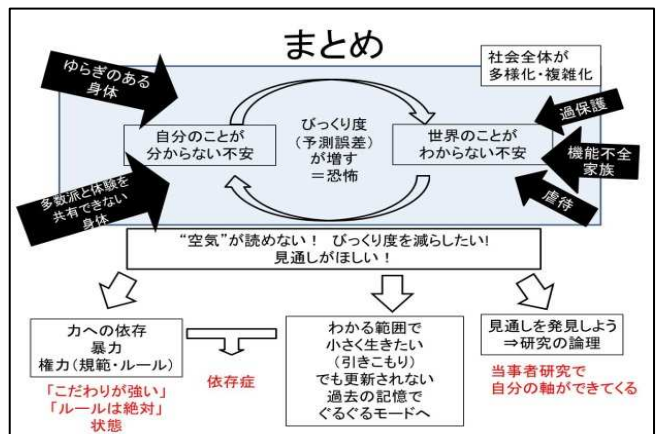 まとめ
社会全体が
多様化・複雑化
ゆらぎのある
身体
多数派と体験を
共有できない
身体
自分のことが
分からない不安
びっくり度
(予測誤差)
が増す
=恐怖
世界のことが
わからない不安
過保護
機能不全
家族
虐待
“空気”が読めない! びっくり度を減らしたい!
見通しがほしい!
力への依存
暴力
権力(規範・ルール)
「こだわりが強い」
「ルールは絶対」
状態
依存症
わかる範囲で
小さく生きたい
(引きこもり)
でも更新されない
過去の記憶で
ぐるぐるモードへ
見通しを発見しよう
⇒研究の論理
当事者研究で
自分の軸ができてくる